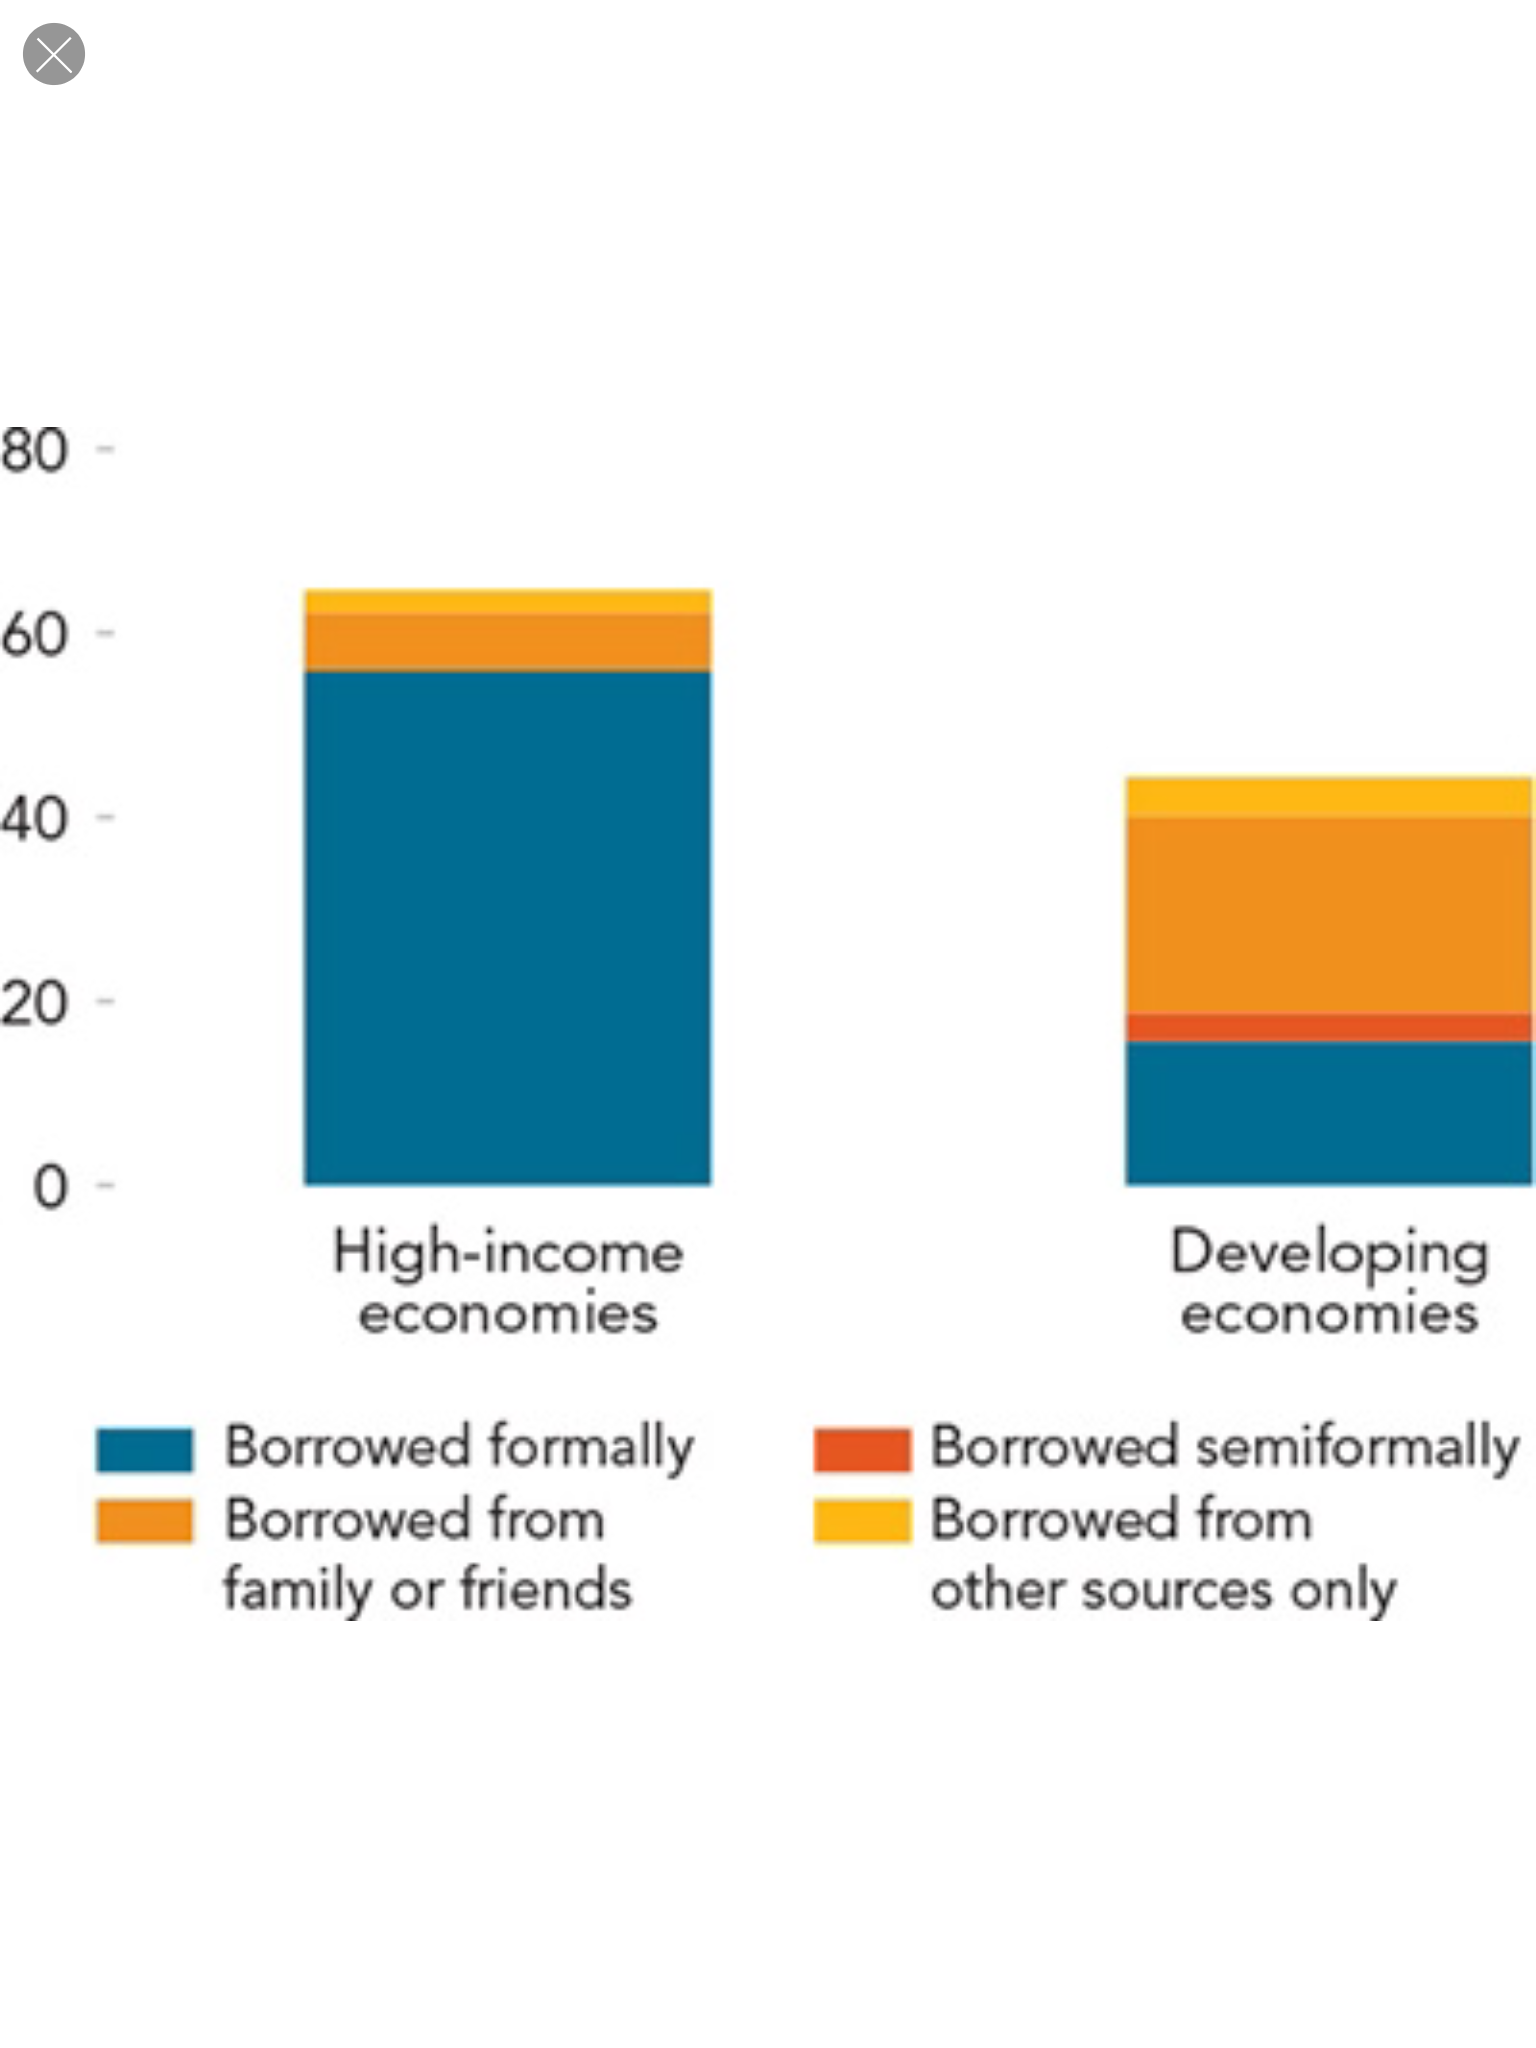 80
60
40
20
0
High-income
economies
Developing
economies
Borrowed formally
Borrowed from
family or friends
Borrowed semiformally
Borrowed from
other sources only